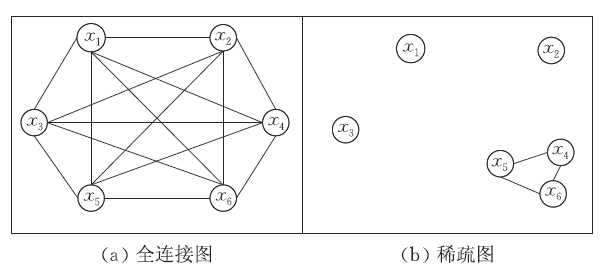 x₁ x₂ x₁ x₂
x₃ x₄ x₃
x₅ x₄
x₅ x₆ x₆
(a) 全连接图 (b) 稀疏图